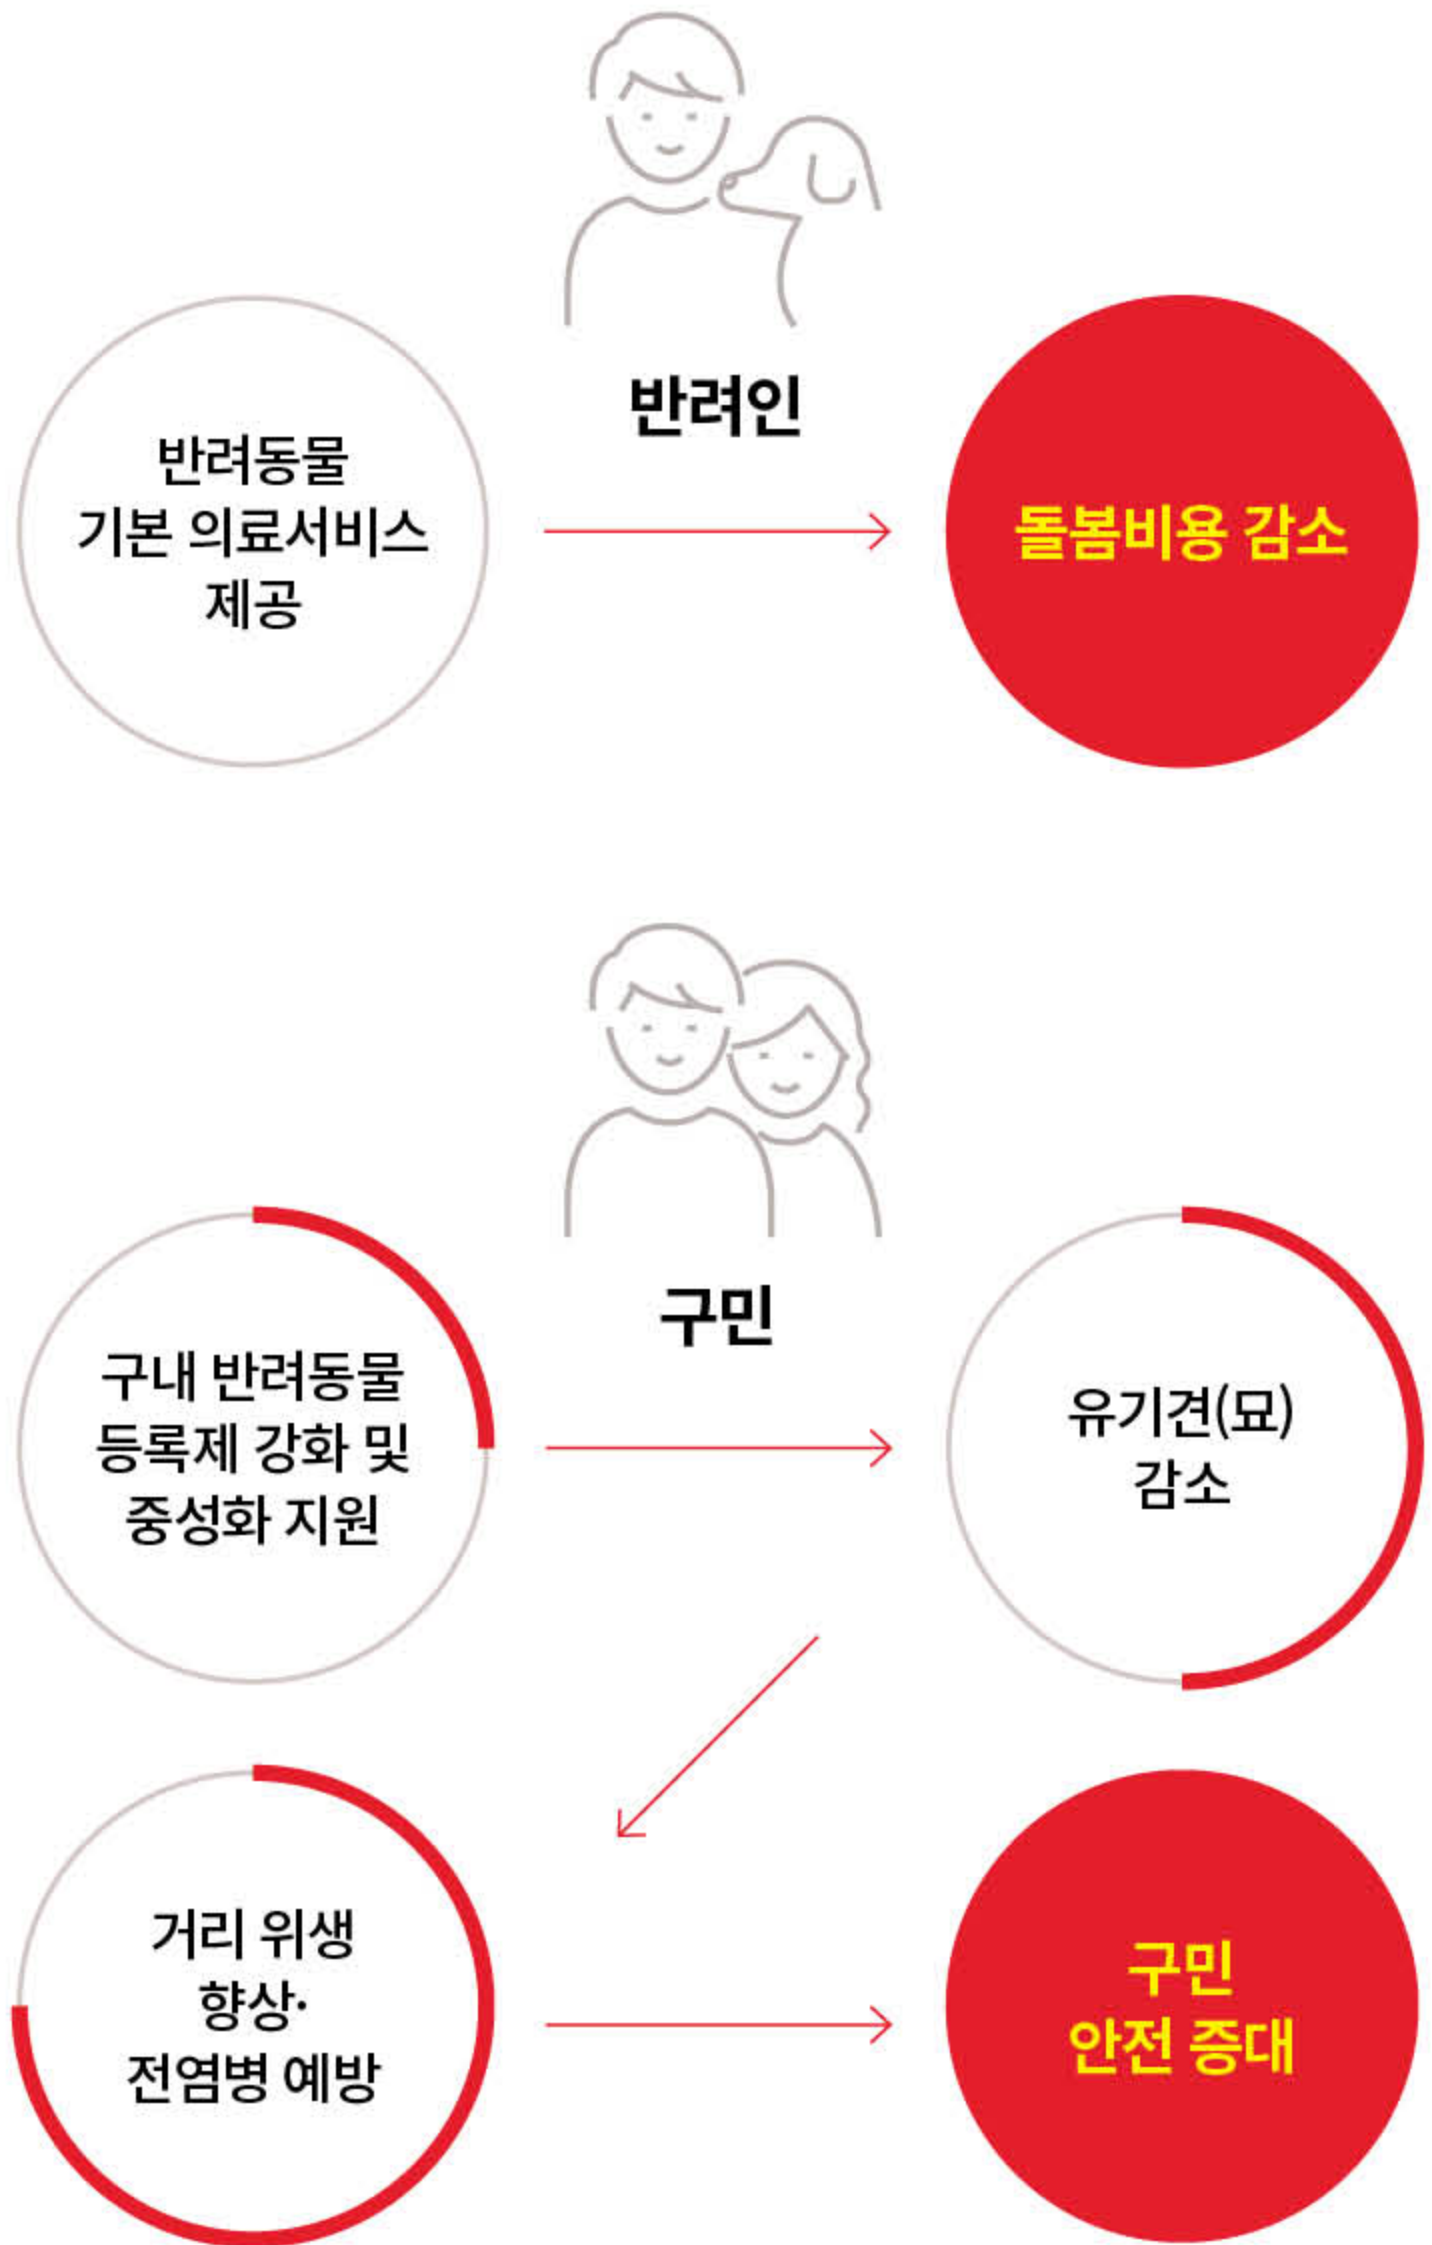 반려인
반려동물
기본 의료서비스
제공
돌봄비용 감소
구민
구내 반려동물
등록제 강화 및
중성화 지원
유기견(묘)
감소
거리 위생
향상·
전염병 예방
구민
안전 증대